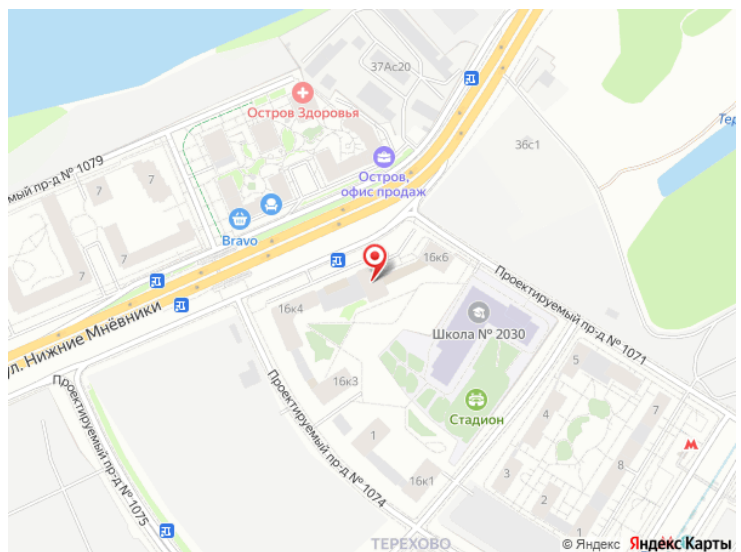 37Ас20
Остров Здоровья
36с1
мый пр-д № 1079
7
7
Остров,
офис продаж
Bravo
7
7
16к6
Проектируемый пр-д № 1071
ул. Нижние Мнёвники
16к4
Школа № 2030
5
16к3
Стадион
4
7
1
3
8
16к1
2
1
Проектируемый пр-д № 1075
Проектируемый пр-д № 1074
ТЕРЕХОВО
© Яндекс Яндекс Карты